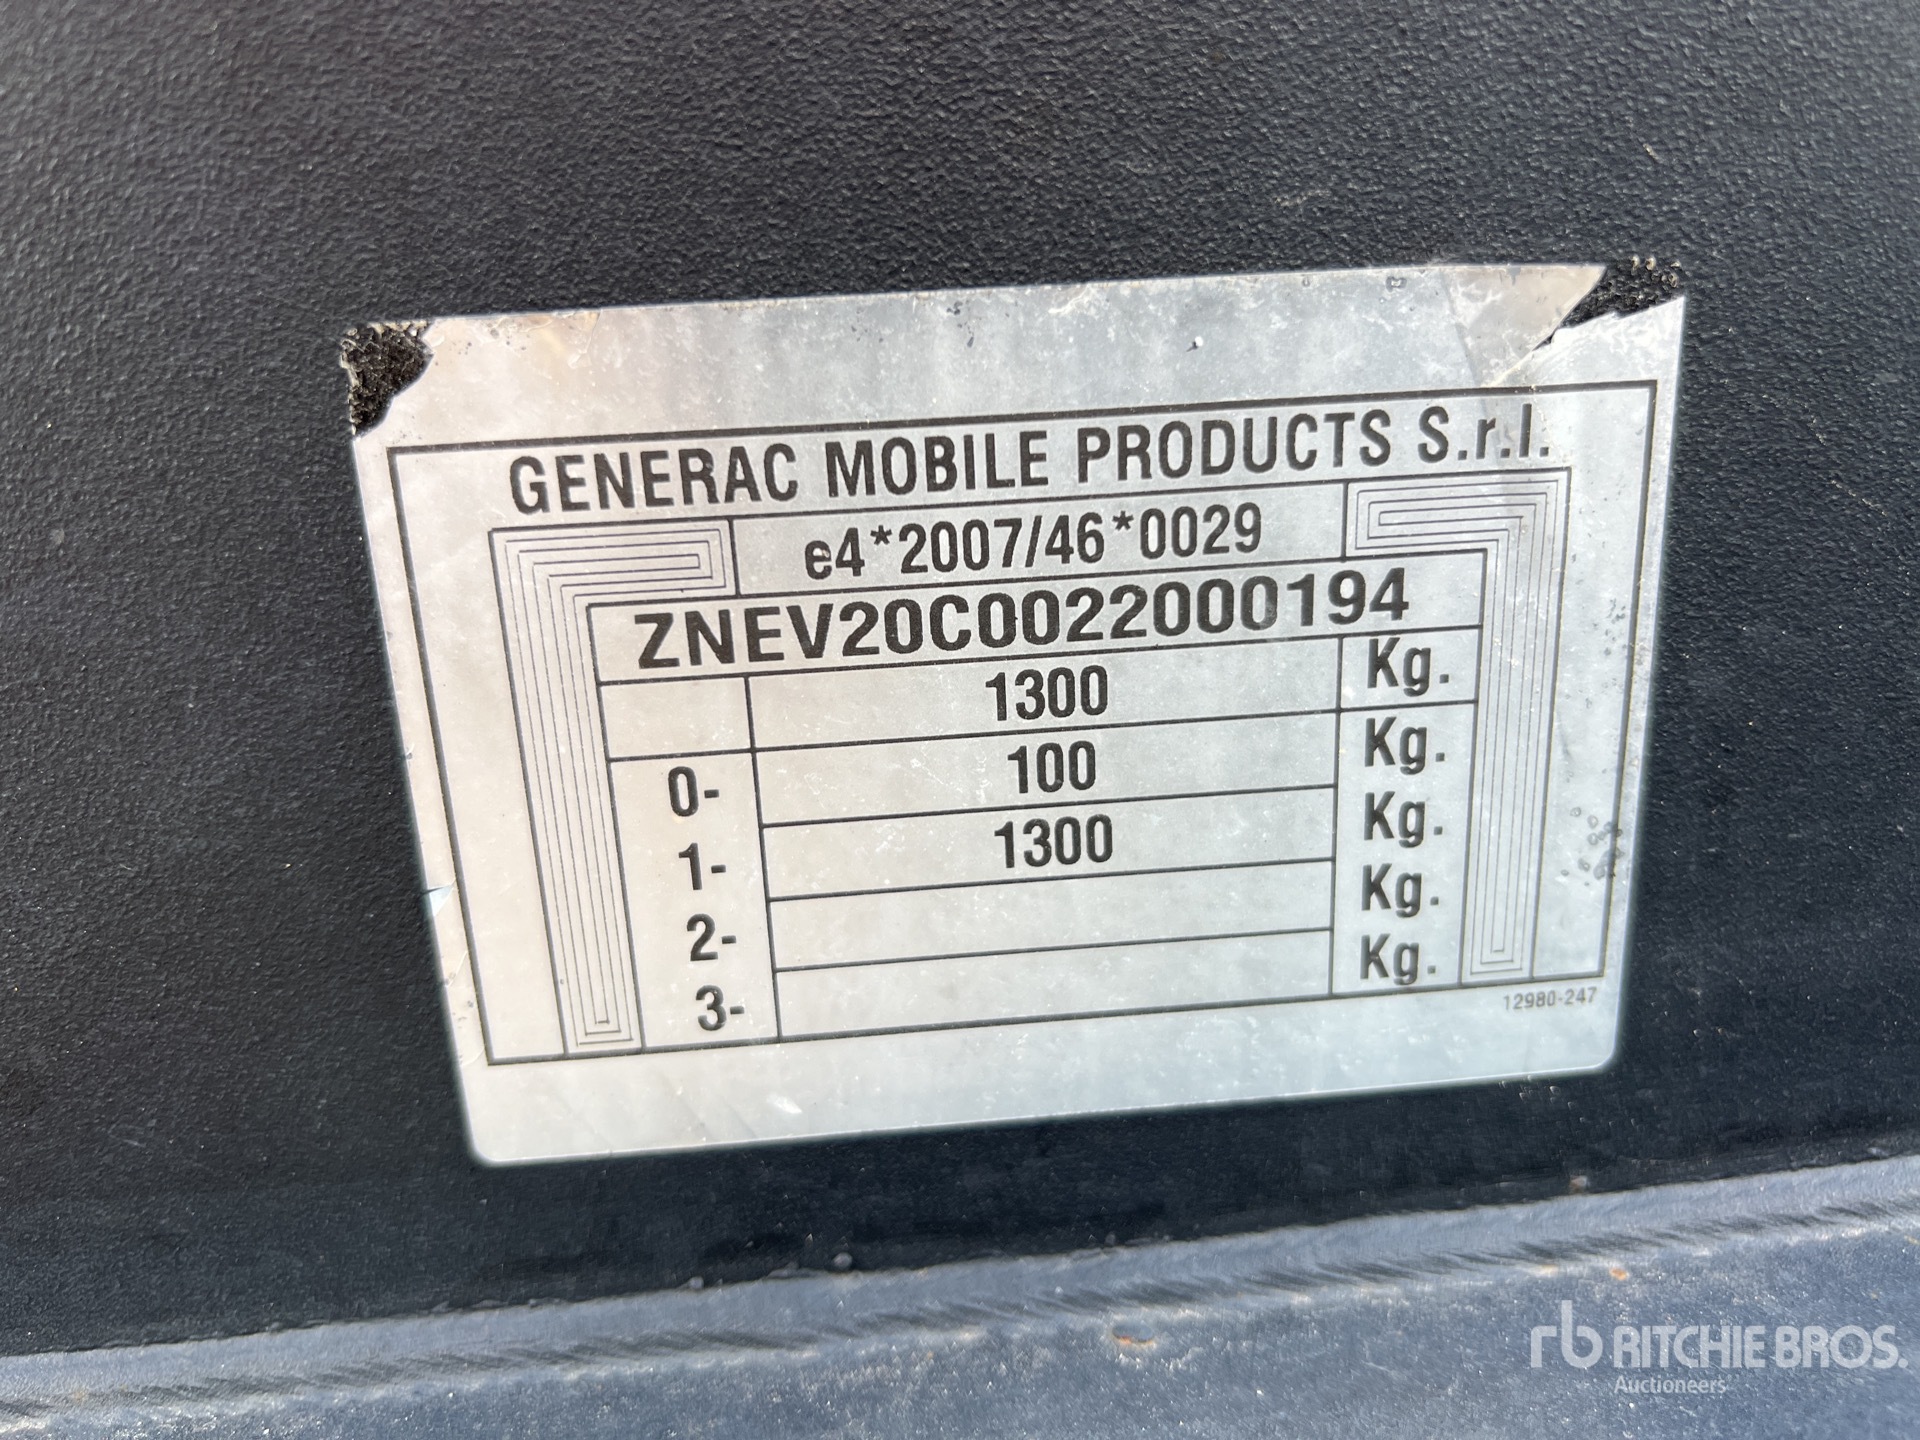 GENERAC MOBILE PRODUCTS S.r.l.
e4*2007/46*0029
ZNEV20C0022000194
1300 Kg.
0- 100 Kg.
1- 1300 Kg.
2- Kg.
3- Kg.
12980-247
rb RITCHIE BROS.
Auctioneers